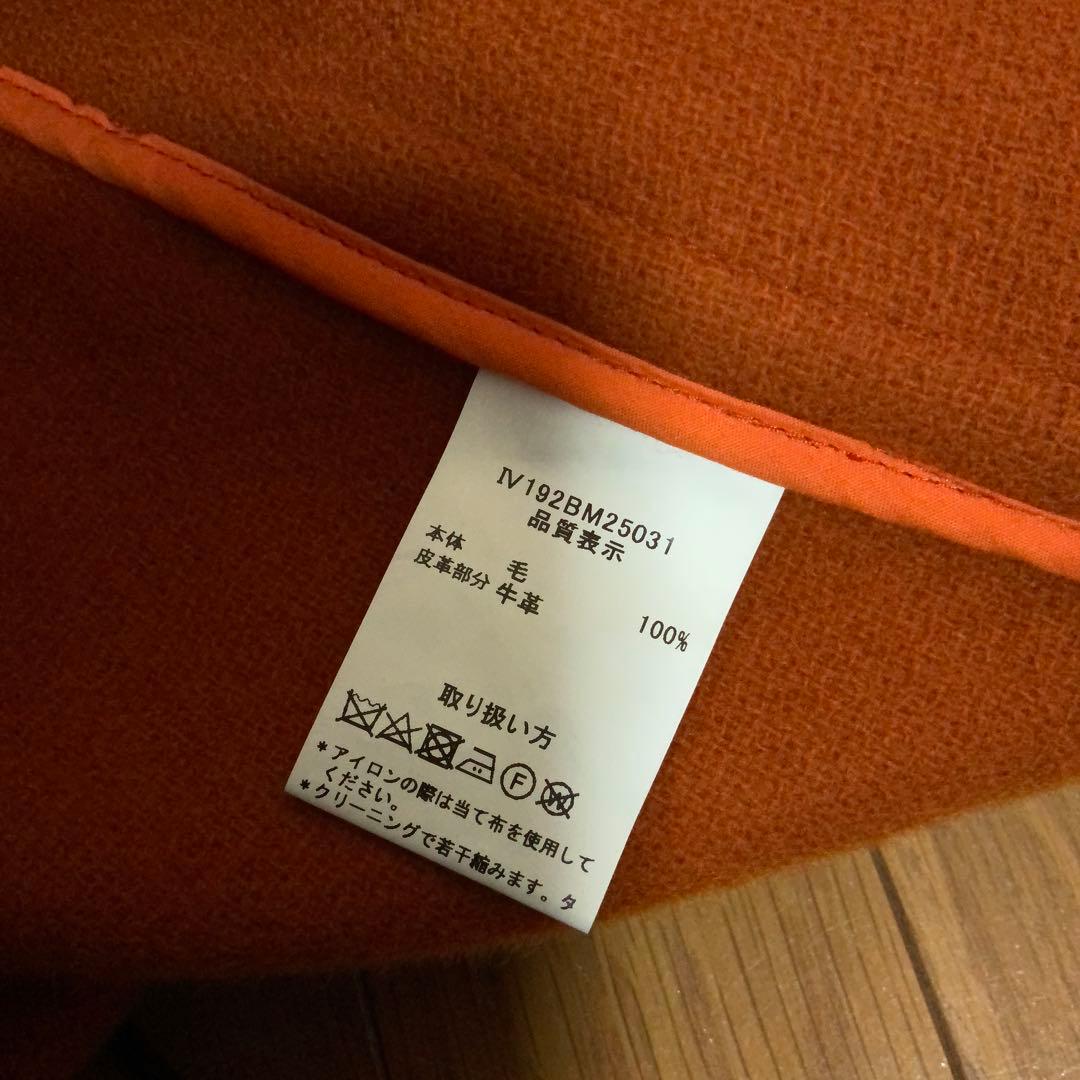 Ⅳ192BM25031
品質表示
本体 毛 100%
皮革部分 牛革
取り扱い方
F
W
*アイロンの際は当て布を使用して
ください。
*クリーニングで若干縮みます。タ